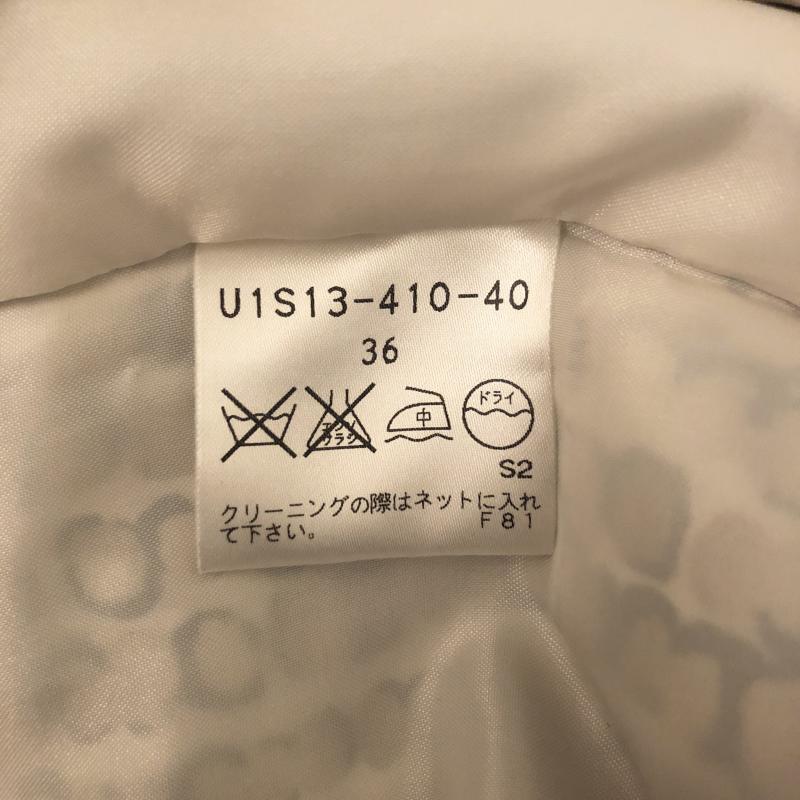 U1S13-410-40
36
エンソ
サラシ
中
ドライ
S2
クリーニングの際はネットに入れ
て下さい。
F81